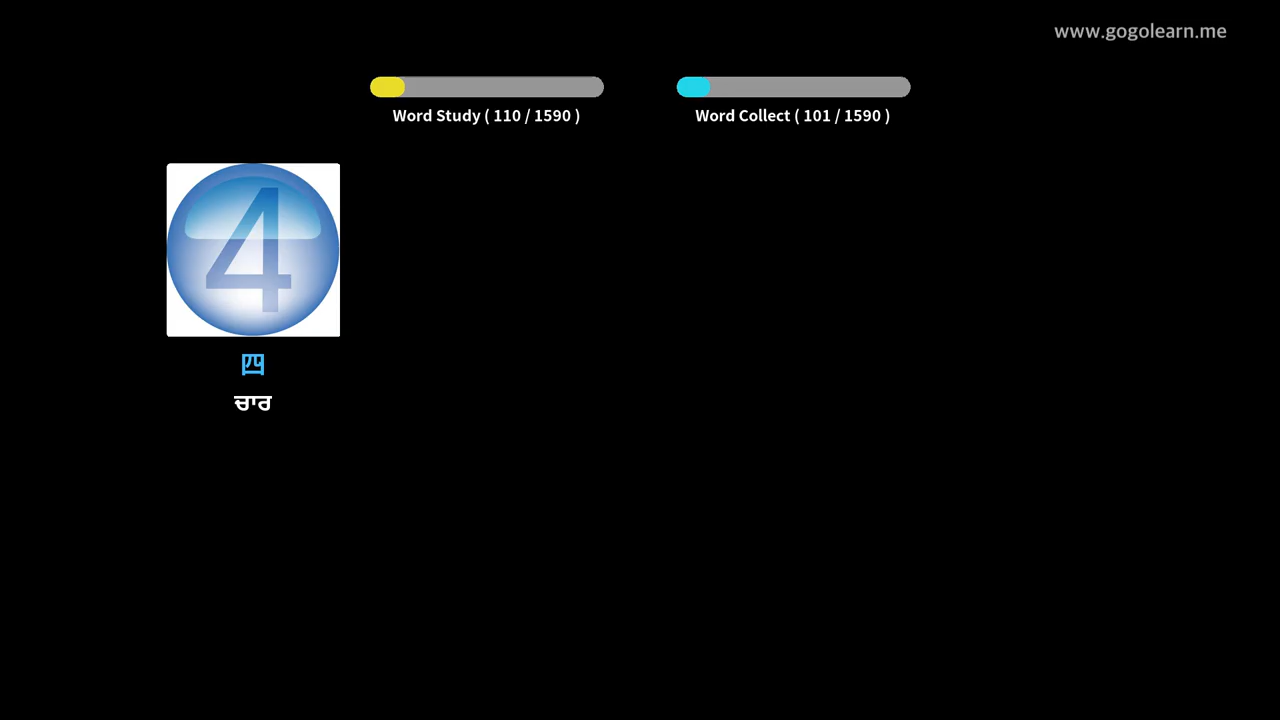 www.gogolearn.me
Word Study ( 110 / 1590 )
Word Collect ( 101 / 1590 )
4
四
ਚਾਰ